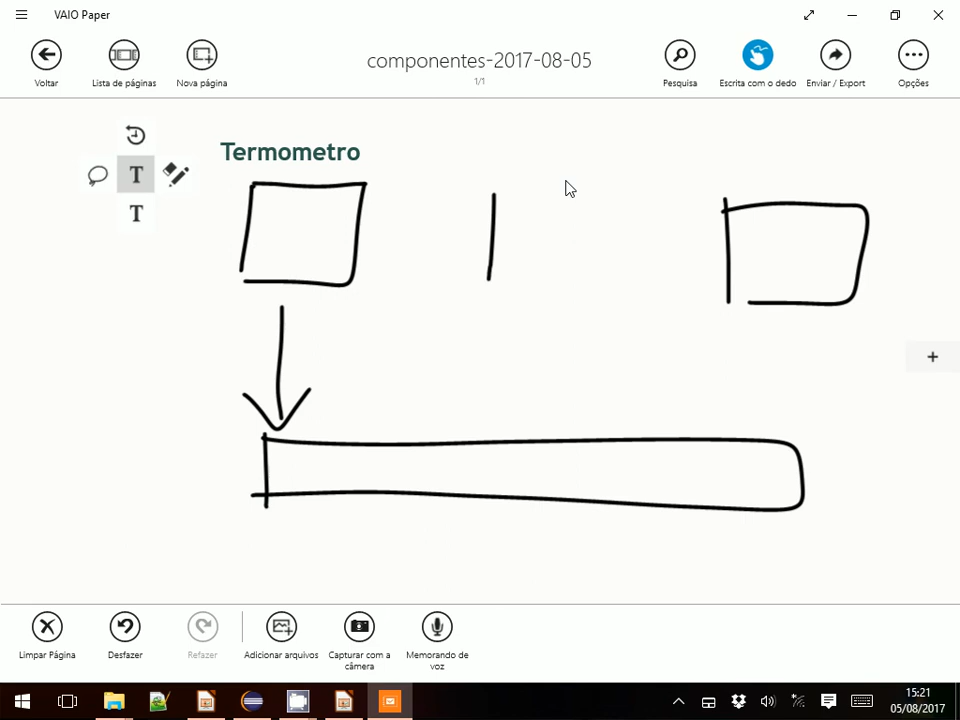 VAIO Paper
Voltar
Lista de páginas
Nova página
componentes-2017-08-05
1/1
Pesquisa
Escrita com o dedo
Enviar / Export
Opções
Termometro
T
T
Limpar Página
Desfazer
Refazer
Adicionar arquivos
Capturar com a
câmera
Memorando de
voz
15:21
05/08/2017